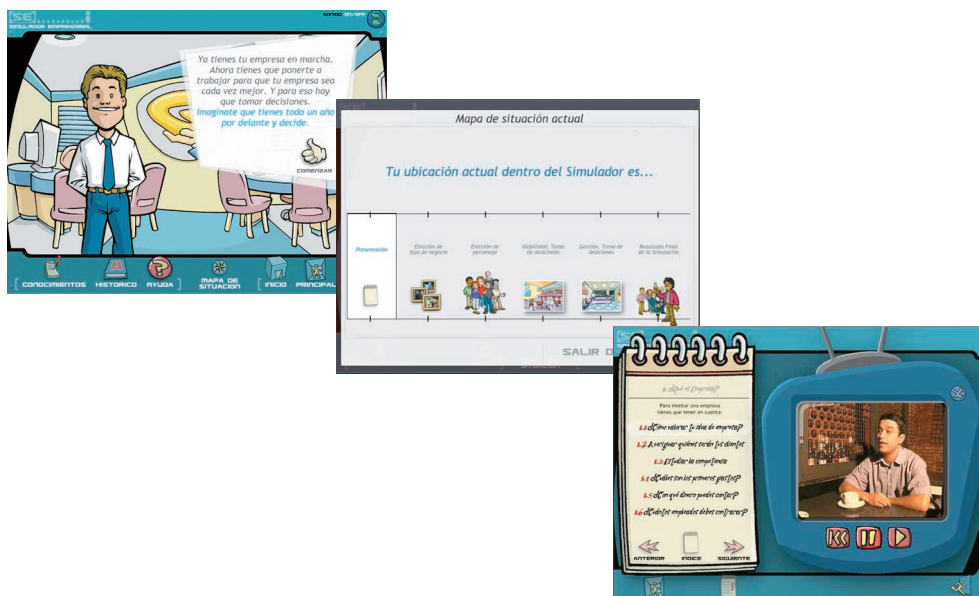 [SE]
SIMULADOR EMPRESARIAL
SONIDO ON/OFF
Ya tienes tu empresa en marcha.
Ahora tienes que ponerte a
trabajar para que tu empresa sea
cada vez mejor. Y para eso hay
que tomar decisiones.
Imagínate que tienes todo un año
por delante y decide.
COMENZAR
CONOCIMIENTOS
HISTORICO
AYUDA
MAPA DE
SITUACION
INICIO
PRINCIPAL
Mapa de situación actual
Tu ubicación actual dentro del Simulador es...
Presentación
Elección de
tipo de negocio
Elección de
personaje
Viabilidad. Toma
de decisiones
Gestión. Toma de
decisiones
Resultado Final
de la Simulación
SALIR D
1. ¿Qué es Empresa?
Para montar una empresa
tienes que tener en cuenta:
1.1 ¿Cómo valorar tu idea de empresa?
1.2 Averiguar quiénes serán tus clientes
1.3 Estudiar la competencia
1.4 ¿Cuáles son los primeros gastos?
1.5 ¿Con qué dinero puedes contar?
1.6 ¿Cuántos empleados debes contratar?
ANTERIOR
INDICE
SIGUIENTE